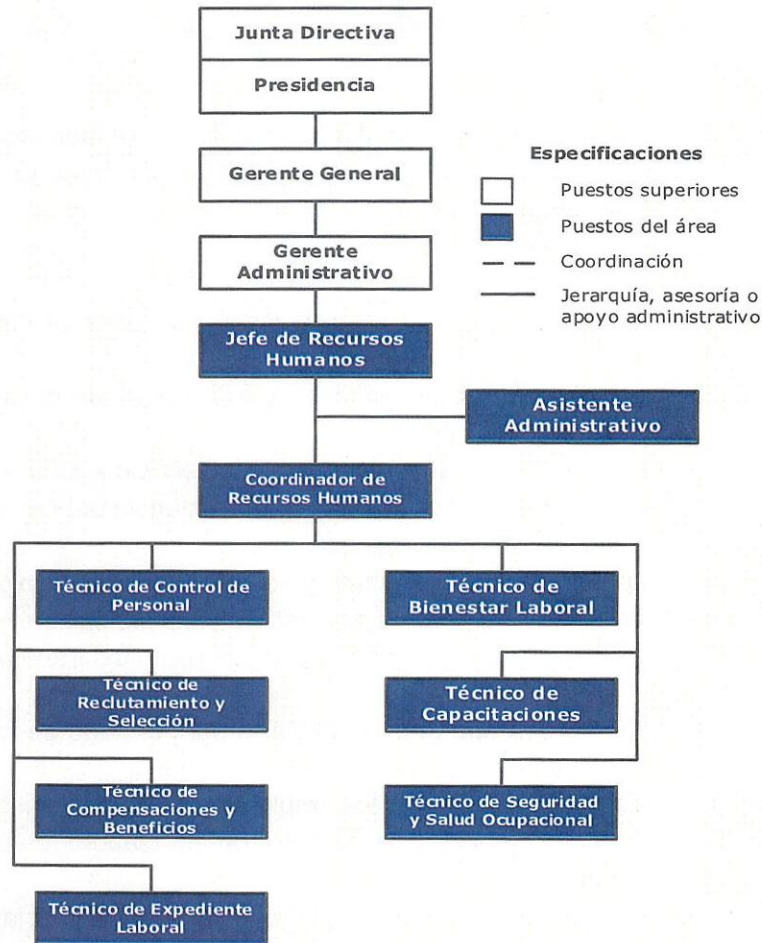 Junta Directiva
Presidencia
Gerente General
Gerente
Administrativo
Especificaciones
Puestos superiores
Puestos del área
Coordinación
Jerarquía, asesoría o
apoyo administrativo
Jefe de Recursos
Humanos
Asistente
Administrativo
Coordinador de
Recursos Humanos
Técnico de Control de
Personal
Técnico de
Bienestar Laboral
Técnico de
Reclutamiento y
Selección
Técnico de
Capacitaciones
Técnico de
Compensaciones y
Beneficios
Técnico de Seguridad
y Salud Ocupacional
Técnico de Expediente
Laboral